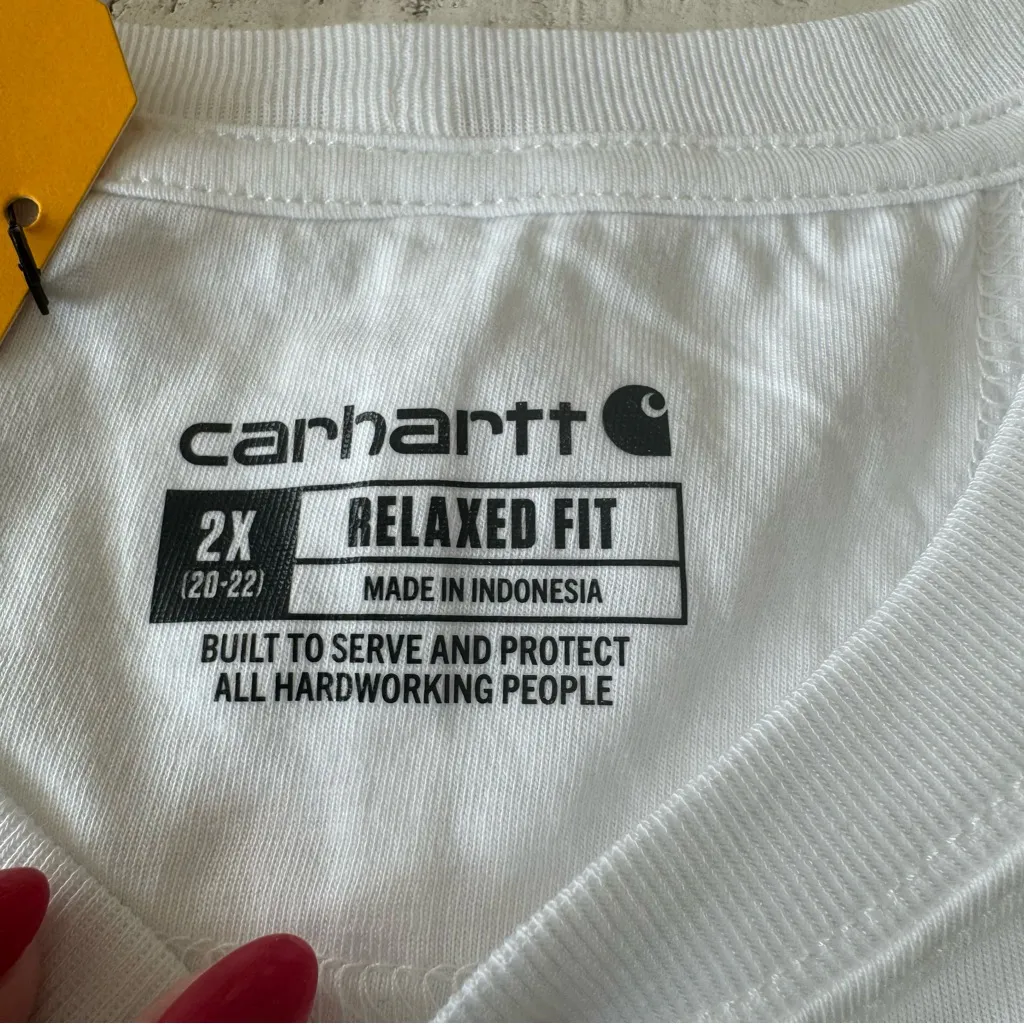 carhartt
2X
(20-22)
RELAXED FIT
MADE IN INDONESIA
BUILT TO SERVE AND PROTECT
ALL HARDWORKING PEOPLE